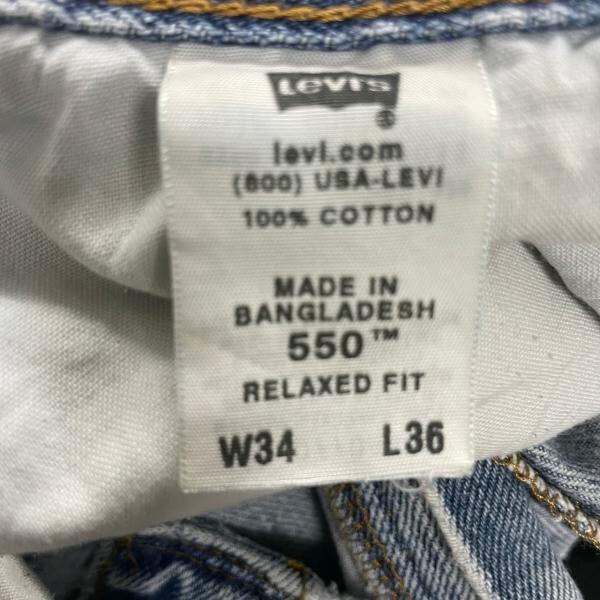 Levi's
®
levi.com
(800) USA-LEVI
100% COTTON
MADE IN
BANGLADESH
550™
RELAXED FIT
W34 L36